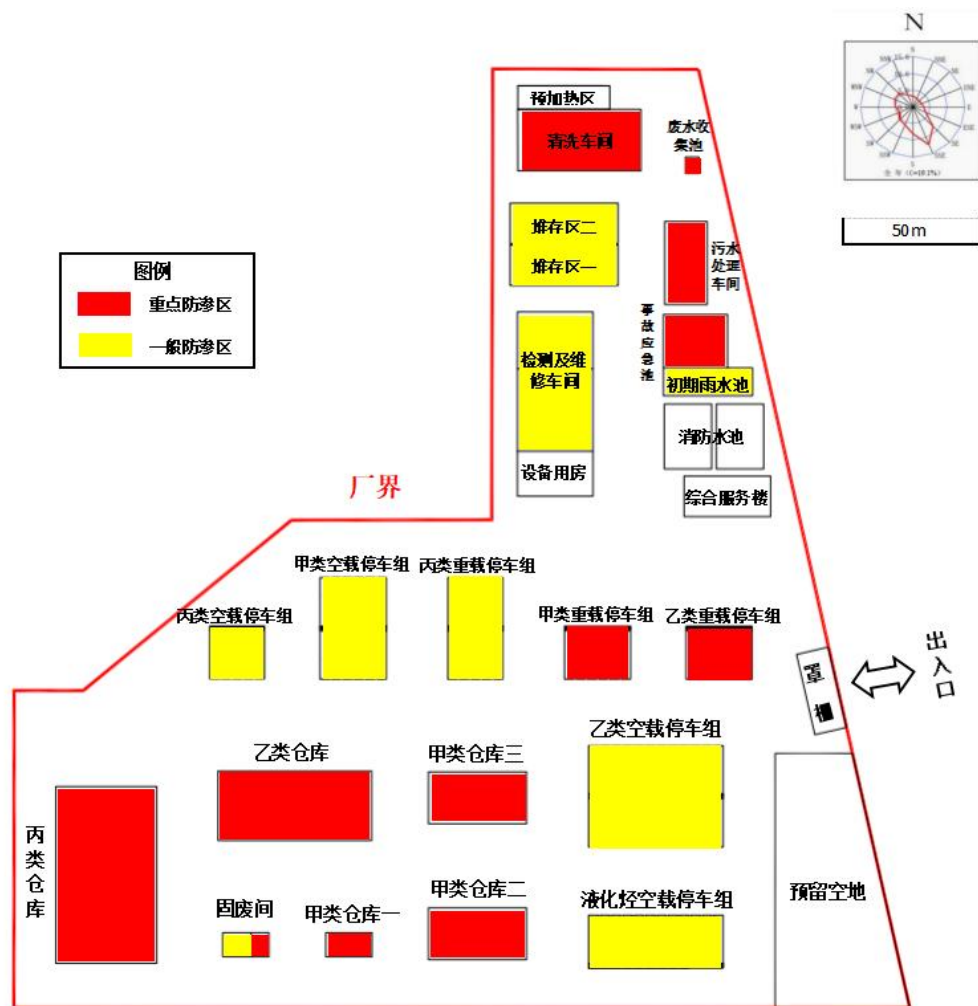 N
50m
预加热区
清洗车间
废水收
集池
堆存区二
堆存区一
污水
处理
车间
图例
重点防渗区
一般防渗区
事故应急池
检测及维
修车间
初期雨水池
消防水池
设备用房
综合服务楼
厂界
甲类空载停车组
丙类重载停车组
丙类空载停车组
甲类重载停车组
乙类重载停车组
出入口
乙类空载停车组
乙类仓库
甲类仓库三
丙类仓库
固废间
甲类仓库一
甲类仓库二
液化烃空载停车组
预留空地